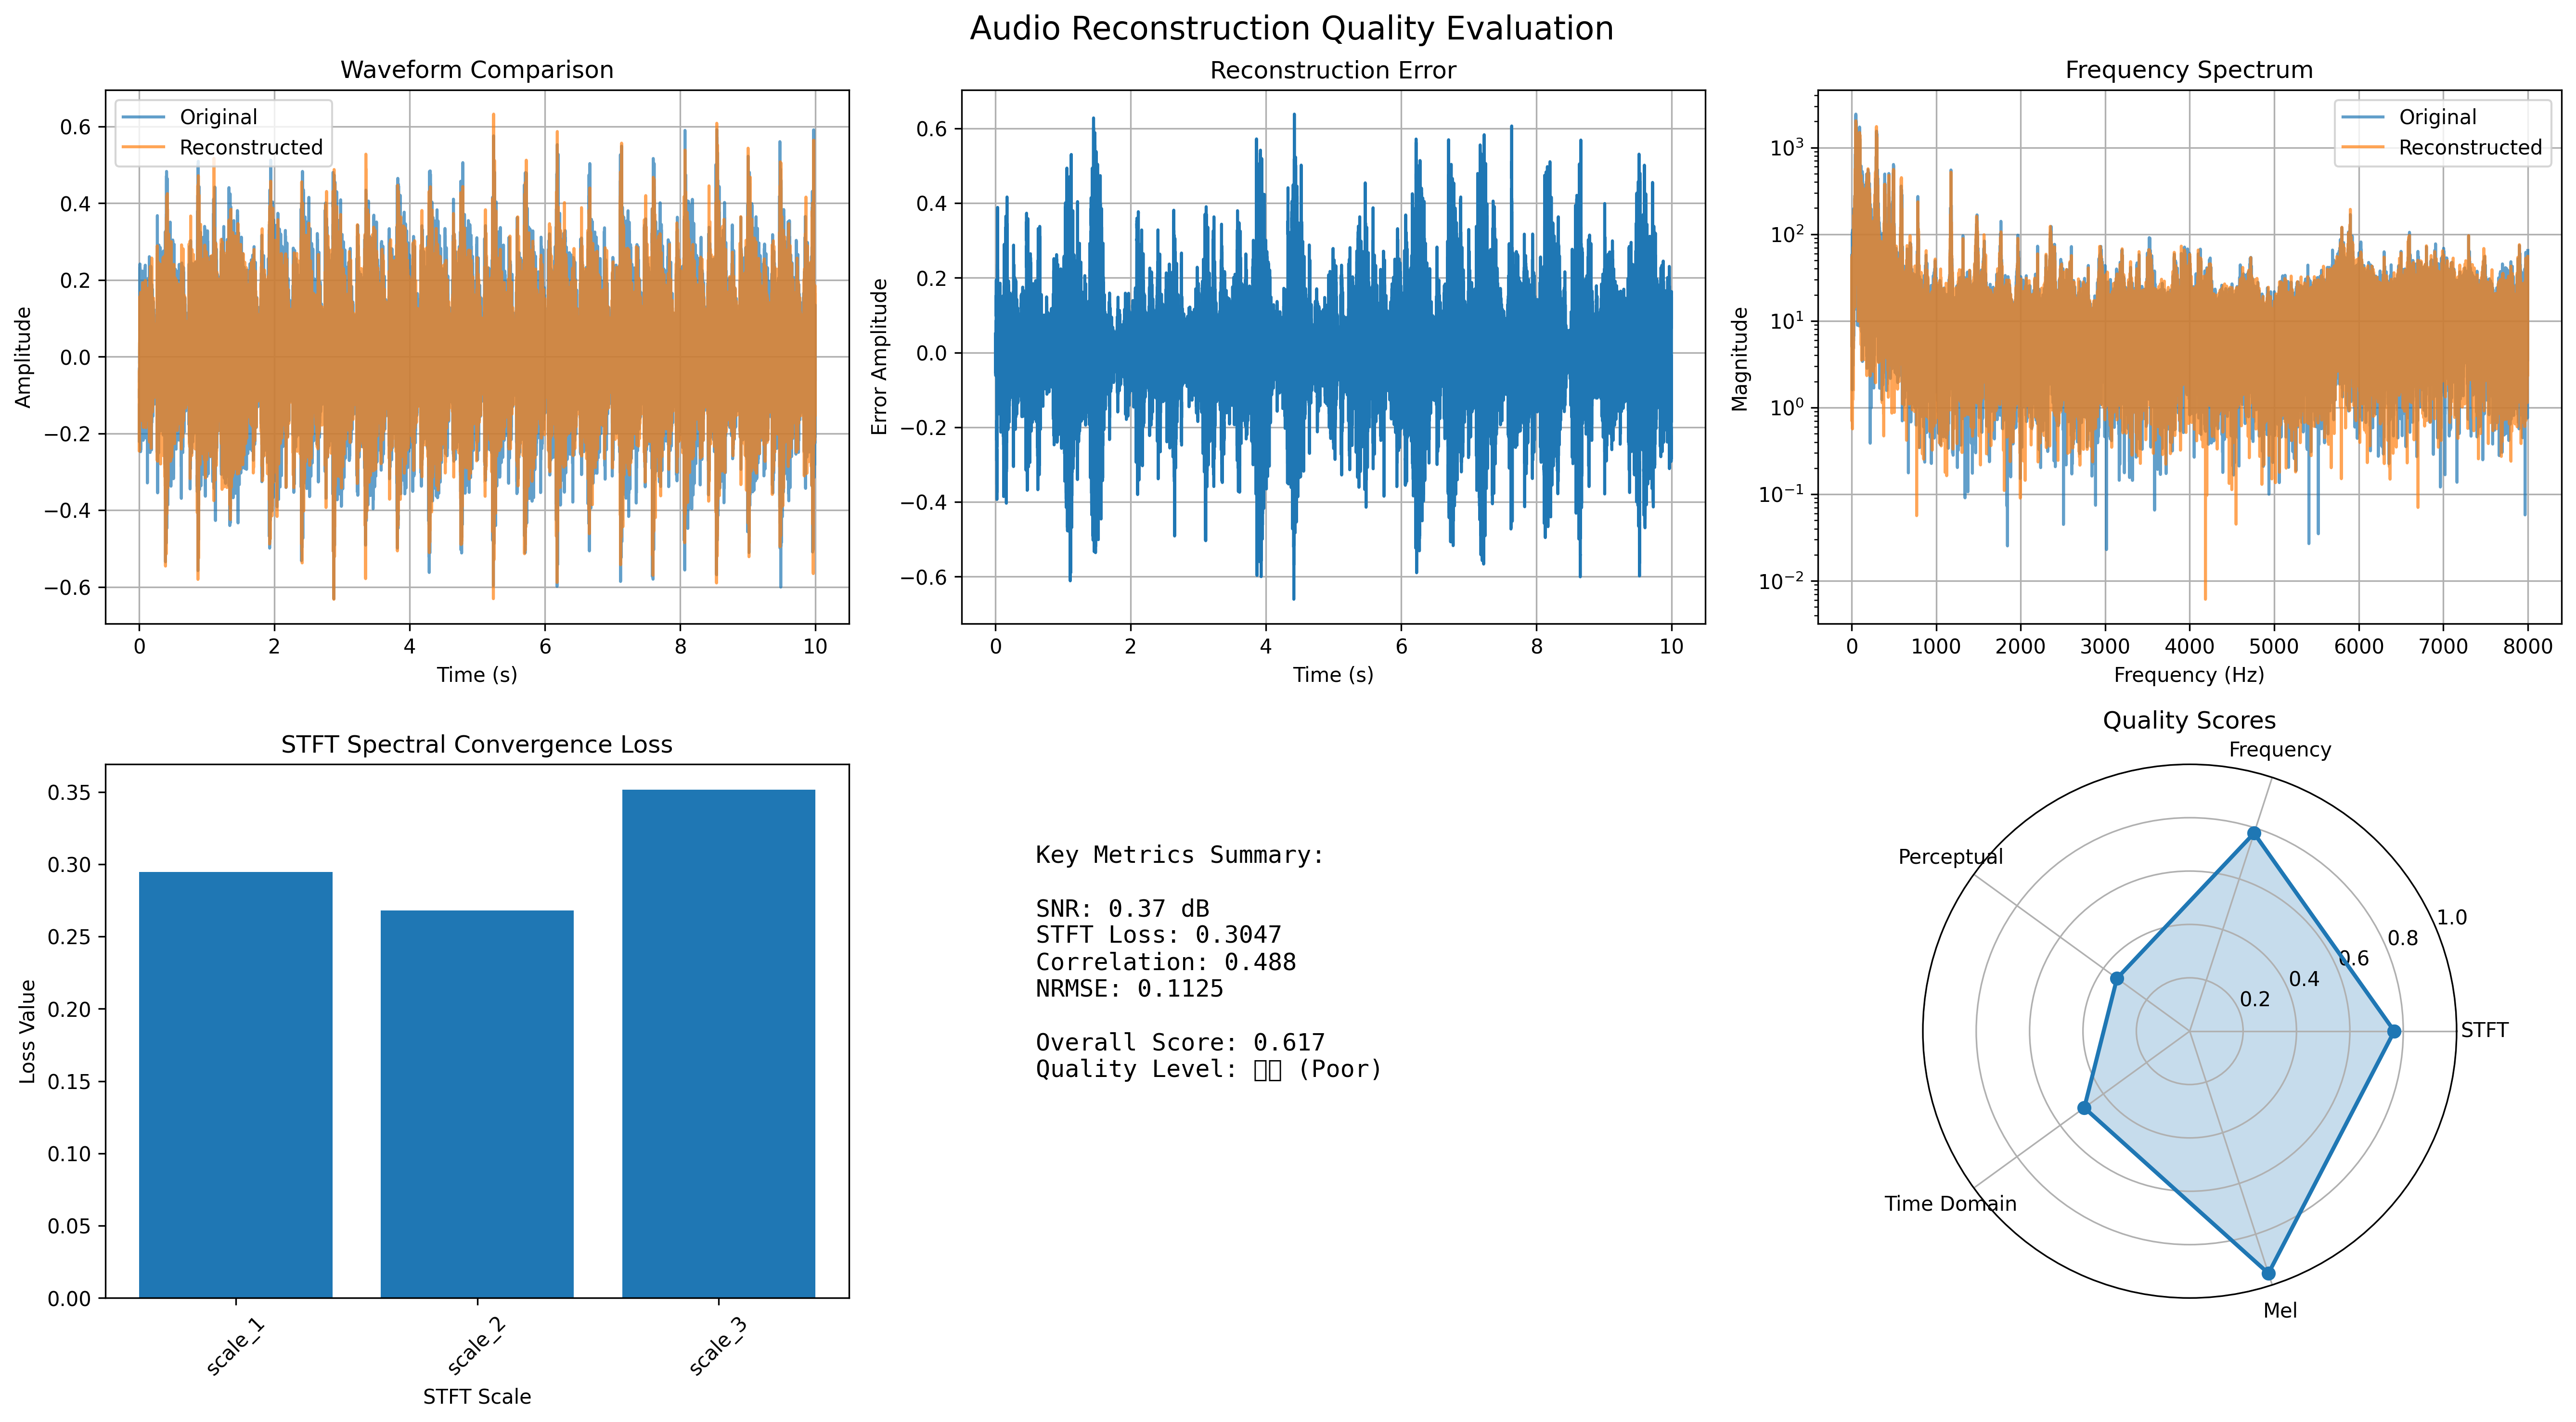 Audio Reconstruction Quality Evaluation
Waveform Comparison
Original
Reconstructed
0.6
0.4
0.2
0.0
−0.2
−0.4
−0.6
Amplitude
0 2 4 6 8 10
Time (s)
Reconstruction Error
0.6
0.4
0.2
0.0
−0.2
−0.4
−0.6
Error Amplitude
0 2 4 6 8 10
Time (s)
Frequency Spectrum
Original
Reconstructed
10³
10²
10¹
10⁰
10⁻¹
10⁻²
Magnitude
0 1000 2000 3000 4000 5000 6000 7000 8000
Frequency (Hz)
STFT Spectral Convergence Loss
0.35
0.30
0.25
0.20
0.15
0.10
0.05
0.00
Loss Value
scale_1 scale_2 scale_3
STFT Scale
Key Metrics Summary:
SNR: 0.37 dB
STFT Loss: 0.3047
Correlation: 0.488
NRMSE: 0.1125
Overall Score: 0.617
Quality Level: □□ (Poor)
Quality Scores
Frequency
Perceptual
1.0
0.8
0.6
0.4
0.2
STFT
Time Domain
Mel